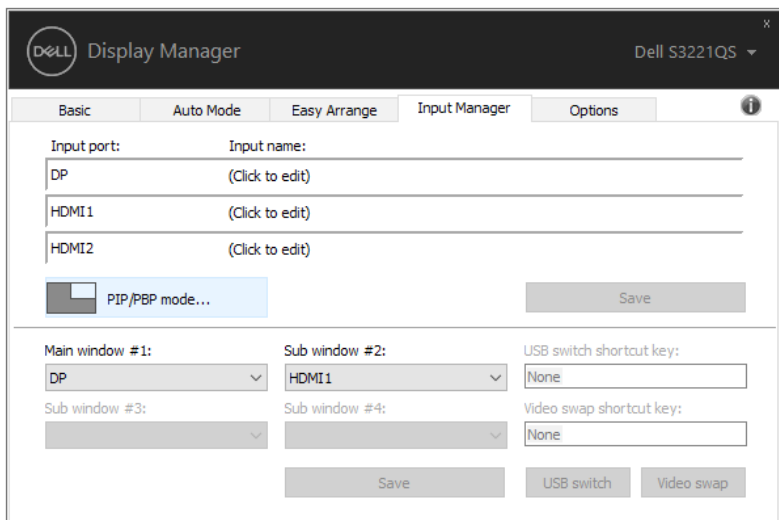 x
DELL Display Manager Dell S3221QS
Basic Auto Mode Easy Arrange Input Manager Options i
Input port: Input name:
DP (Click to edit)
HDMI1 (Click to edit)
HDMI2 (Click to edit)
PIP/PBP mode... Save
Main window #1: Sub window #2: USB switch shortcut key:
DP HDMI1 None
Sub window #3: Sub window #4: Video swap shortcut key:
None
Save USB switch Video swap